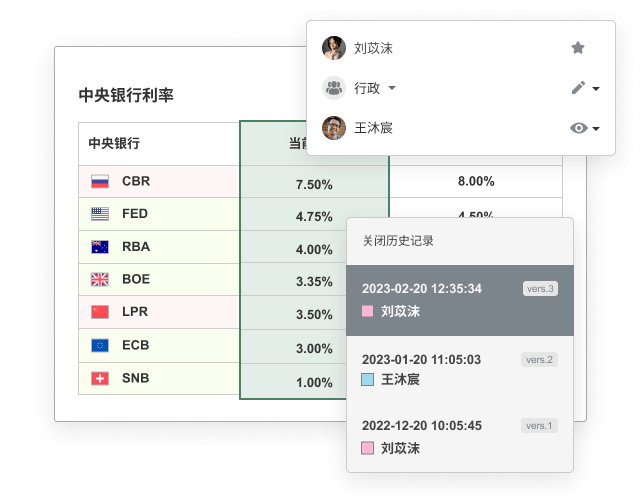 刘苡沫
行政
王沐宸
中央银行利率
中央银行 当前
CBR 7.50% 8.00%
FED 4.75% 4.50%
RBA 4.00%
BOE 3.35%
LPR 3.50%
ECB 3.00%
SNB 1.00%
关闭历史记录
2023-02-20 12:35:34 vers.3
刘苡沫
2023-01-20 11:05:03 vers.2
王沐宸
2022-12-20 10:05:45 vers.1
刘苡沫